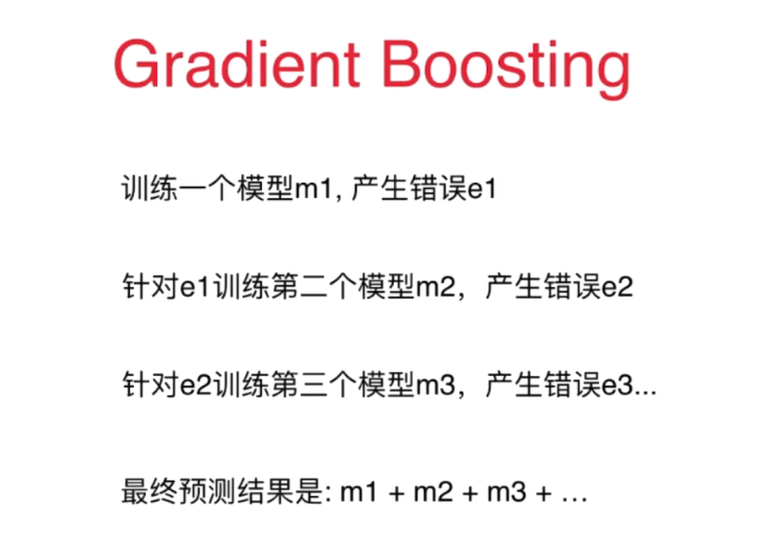 Gradient Boosting
训练一个模型m1, 产生错误e1
针对e1训练第二个模型m2，产生错误e2
针对e2训练第三个模型m3，产生错误e3...
最终预测结果是: m1 + m2 + m3 + …